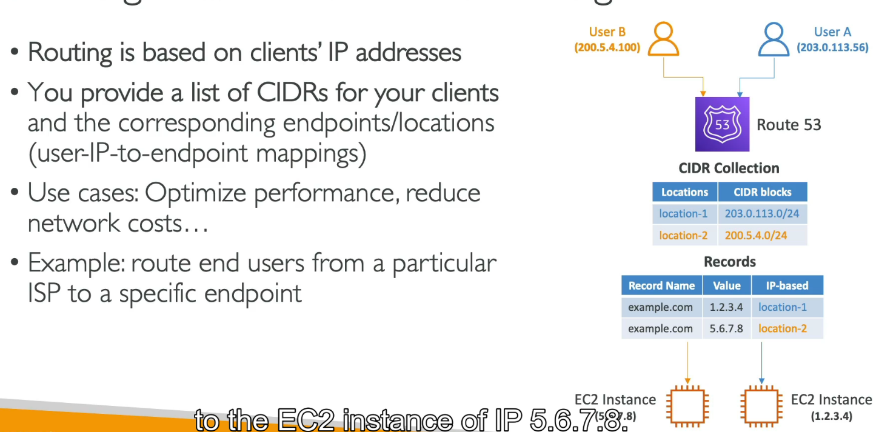 • Routing is based on clients' IP addresses
• You provide a list of CIDRs for your clients
and the corresponding endpoints/locations
(user-IP-to-endpoint mappings)
• Use cases: Optimize performance, reduce
network costs…
• Example: route end users from a particular
ISP to a specific endpoint
User B
(200.5.4.100)
User A
(203.0.113.56)
53
Route 53
CIDR Collection
Locations CIDR blocks
location-1 203.0.113.0/24
location-2 200.5.4.0/24
Records
Record Name Value IP-based
example.com 1.2.3.4 location-1
example.com 5.6.7.8 location-2
EC2 Instance
(5.6.7.8)
EC2 Instance
(1.2.3.4)
to the EC2 instance of IP 5.6.7.8.